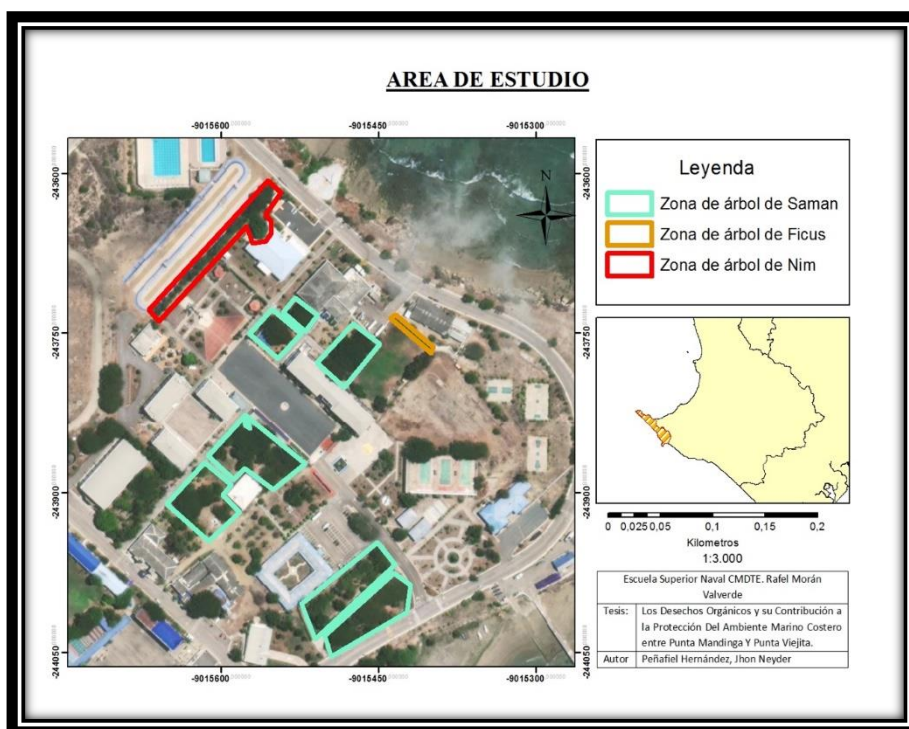 AREA DE ESTUDIO
-9015600,000000
-9015450,000000
-9015300,000000
-243600
-243750
-243900
-244050
N
-243600
-243750
-243900
-244050
-9015600
-9015450
-9015300
Leyenda
Zona de árbol de Saman
Zona de árbol de Ficus
Zona de árbol de Nim
0 0,025 0,05 0,1 0,15 0,2
Kilometros
1:3.000
Escuela Superior Naval CMDTE. Rafel Morán
Valverde
Tesis: Los Desechos Orgánicos y su Contribución a
la Protección Del Ambiente Marino Costero
entre Punta Mandinga Y Punta Viejita.
Autor Peñafiel Hernández, Jhon Neyder